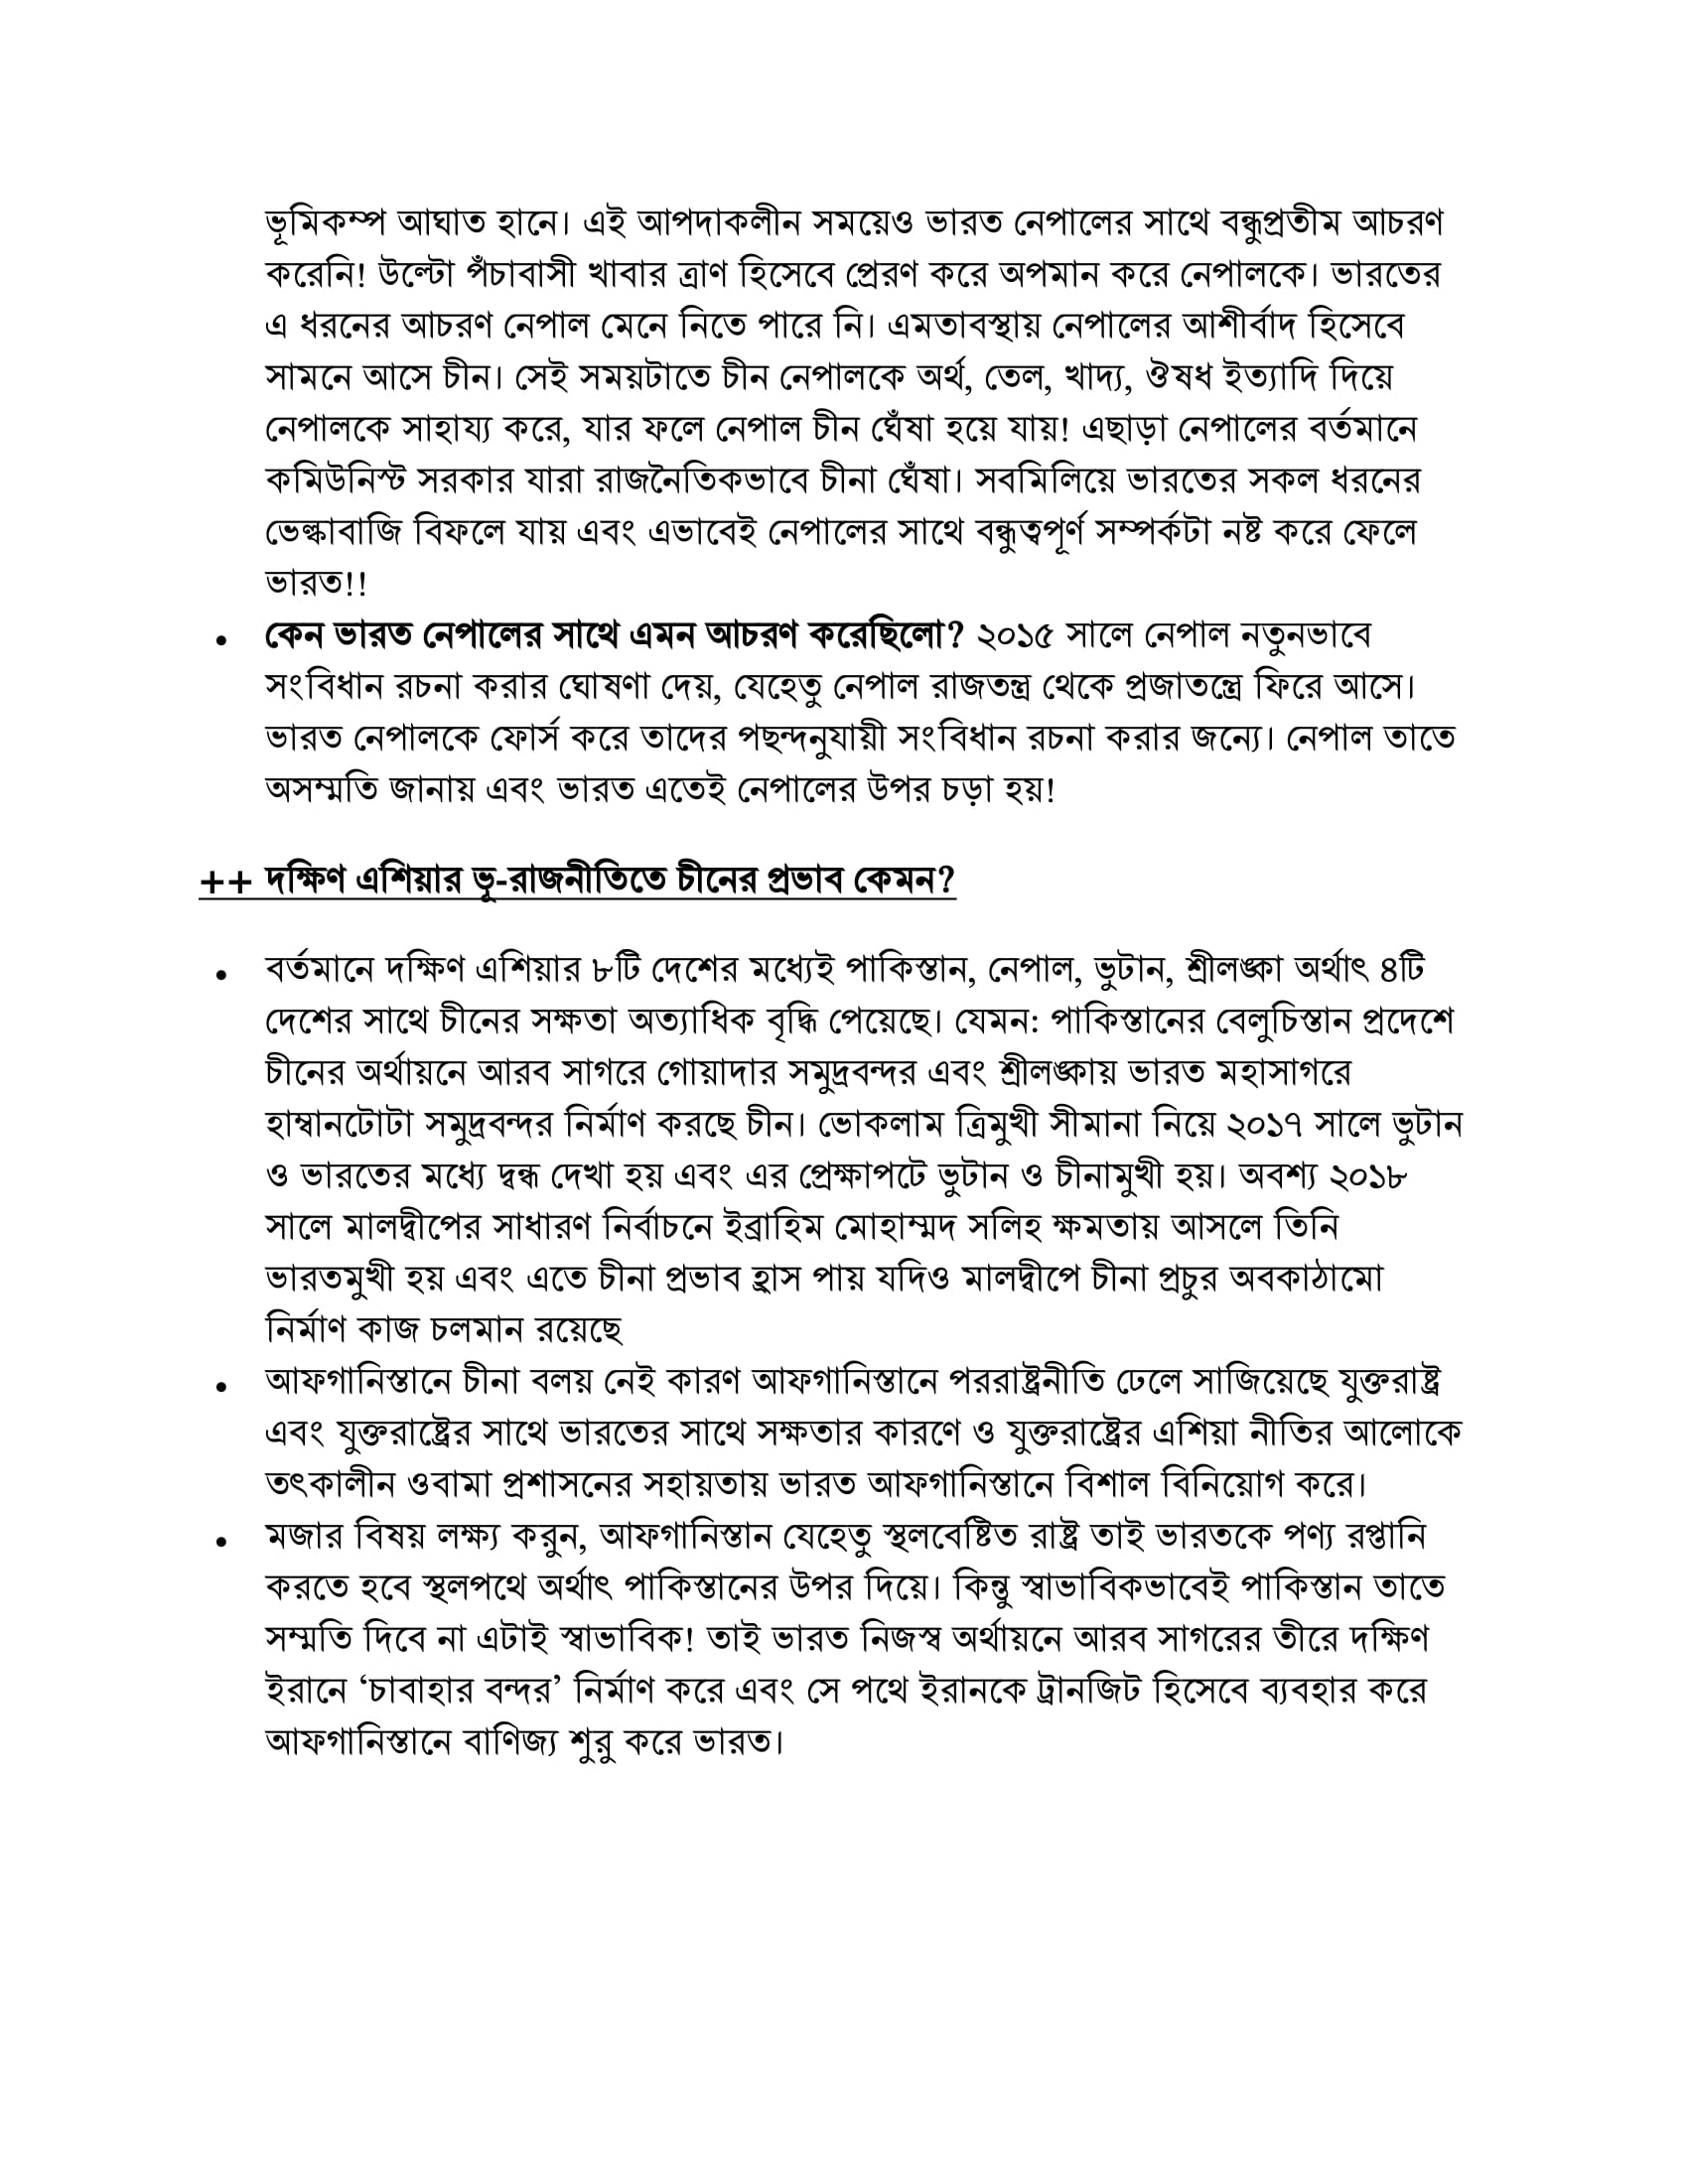 ভূমিকম্প আঘাত হানে। এই আপদাকলীন সময়েও ভারত নেপালের সাথে বন্ধুপ্রতীম আচরণ
করেনি! উল্টো পঁচাবাসী খাবার ত্রাণ হিসেবে প্রেরণ করে অপমান করে নেপালকে। ভারতের
এ ধরনের আচরণ নেপাল মেনে নিতে পারে নি। এমতাবস্থায় নেপালের আশীর্বাদ হিসেবে
সামনে আসে চীন। সেই সময়টাতে চীন নেপালকে অর্থ, তেল, খাদ্য, ঔষধ ইত্যাদি দিয়ে
নেপালকে সাহায্য করে, যার ফলে নেপাল চীন ঘেঁষা হয়ে যায়! এছাড়া নেপালের বর্তমানে
কমিউনিস্ট সরকার যারা রাজনৈতিকভাবে চীনা ঘেঁষা। সবমিলিয়ে ভারতের সকল ধরনের
ভেল্কাবাজি বিফলে যায় এবং এভাবেই নেপালের সাথে বন্ধুত্বপূর্ণ সম্পর্কটা নষ্ট করে ফেলে
ভারত!!
• কেন ভারত নেপালের সাথে এমন আচরণ করেছিলো? ২০১৫ সালে নেপাল নতুনভাবে
সংবিধান রচনা করার ঘোষণা দেয়, যেহেতু নেপাল রাজতন্ত্র থেকে প্রজাতন্ত্রে ফিরে আসে।
ভারত নেপালকে ফোর্স করে তাদের পছন্দনুযায়ী সংবিধান রচনা করার জন্যে। নেপাল তাতে
অসম্মতি জানায় এবং ভারত এতেই নেপালের উপর চড়া হয়!
++ দক্ষিণ এশিয়ার ভূ-রাজনীতিতে চীনের প্রভাব কেমন?
• বর্তমানে দক্ষিণ এশিয়ার ৮টি দেশের মধ্যেই পাকিস্তান, নেপাল, ভুটান, শ্রীলঙ্কা অর্থাৎ ৪টি
দেশের সাথে চীনের সক্ষতা অত্যাধিক বৃদ্ধি পেয়েছে। যেমন: পাকিস্তানের বেলুচিস্তান প্রদেশে
চীনের অর্থায়নে আরব সাগরে গোয়াদার সমুদ্রবন্দর এবং শ্রীলঙ্কায় ভারত মহাসাগরে
হাম্বানটোটা সমুদ্রবন্দর নির্মাণ করছে চীন। ভোকলাম ত্রিমুখী সীমানা নিয়ে ২০১৭ সালে ভুটান
ও ভারতের মধ্যে দ্বন্ধ দেখা হয় এবং এর প্রেক্ষাপটে ভুটান ও চীনামুখী হয়। অবশ্য ২০১৮
সালে মালদ্বীপের সাধারণ নির্বাচনে ইব্রাহিম মোহাম্মদ সলিহ ক্ষমতায় আসলে তিনি
ভারতমুখী হয় এবং এতে চীনা প্রভাব হ্রাস পায় যদিও মালদ্বীপে চীনা প্রচুর অবকাঠামো
নির্মাণ কাজ চলমান রয়েছে
• আফগানিস্তানে চীনা বলয় নেই কারণ আফগানিস্তানে পররাষ্ট্রনীতি ঢেলে সাজিয়েছে যুক্তরাষ্ট্র
এবং যুক্তরাষ্ট্রের সাথে ভারতের সাথে সক্ষতার কারণে ও যুক্তরাষ্ট্রের এশিয়া নীতির আলোকে
তৎকালীন ওবামা প্রশাসনের সহায়তায় ভারত আফগানিস্তানে বিশাল বিনিয়োগ করে।
• মজার বিষয় লক্ষ্য করুন, আফগানিস্তান যেহেতু স্থলবেষ্টিত রাষ্ট্র তাই ভারতকে পণ্য রপ্তানি
করতে হবে স্থলপথে অর্থাৎ পাকিস্তানের উপর দিয়ে। কিন্তু স্বাভাবিকভাবেই পাকিস্তান তাতে
সম্মতি দিবে না এটাই স্বাভাবিক! তাই ভারত নিজস্ব অর্থায়নে আরব সাগরের তীরে দক্ষিণ
ইরানে ‘চাবাহার বন্দর’ নির্মাণ করে এবং সে পথে ইরানকে ট্রানজিট হিসেবে ব্যবহার করে
আফগানিস্তানে বাণিজ্য শুরু করে ভারত।